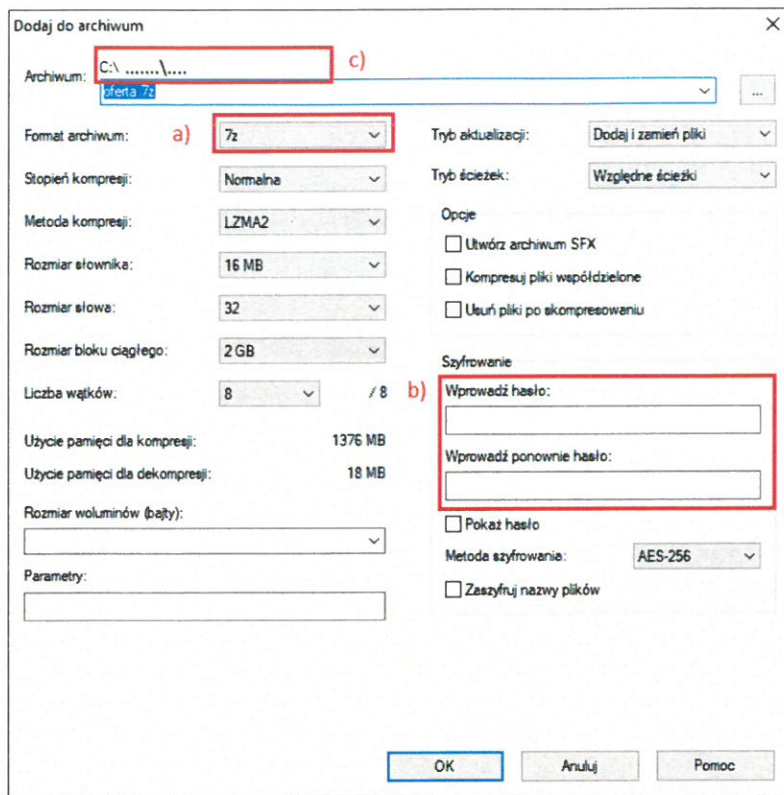 Dodaj do archiwum
C:\ .......\....
c)
Archiwum:
oferta.7z
...
Format archiwum:
a)
7z
Stopień kompresji:
Normalna
Metoda kompresji:
LZMA2
Rozmiar słownika:
16 MB
Rozmiar słowa:
32
Rozmiar bloku ciągłego:
2 GB
Liczba wątków:
8
/ 8
Użycie pamięci dla kompresji:
1376 MB
Użycie pamięci dla dekompresji:
18 MB
Rozmiar woluminów (bajty):
Parametry:
Tryb aktualizacji:
Dodaj i zamień pliki
Tryb ścieżek:
Względne ścieżki
Opcje
Utwórz archiwum SFX
Kompresuj pliki współdzielone
Usuń pliki po skompresowaniu
Szyfrowanie
b)
Wprowadź hasło:
Wprowadź ponownie hasło:
Pokaż hasło
Metoda szyfrowania:
AES-256
Zaszyfruj nazwy plików
OK
Anuluj
Pomoc